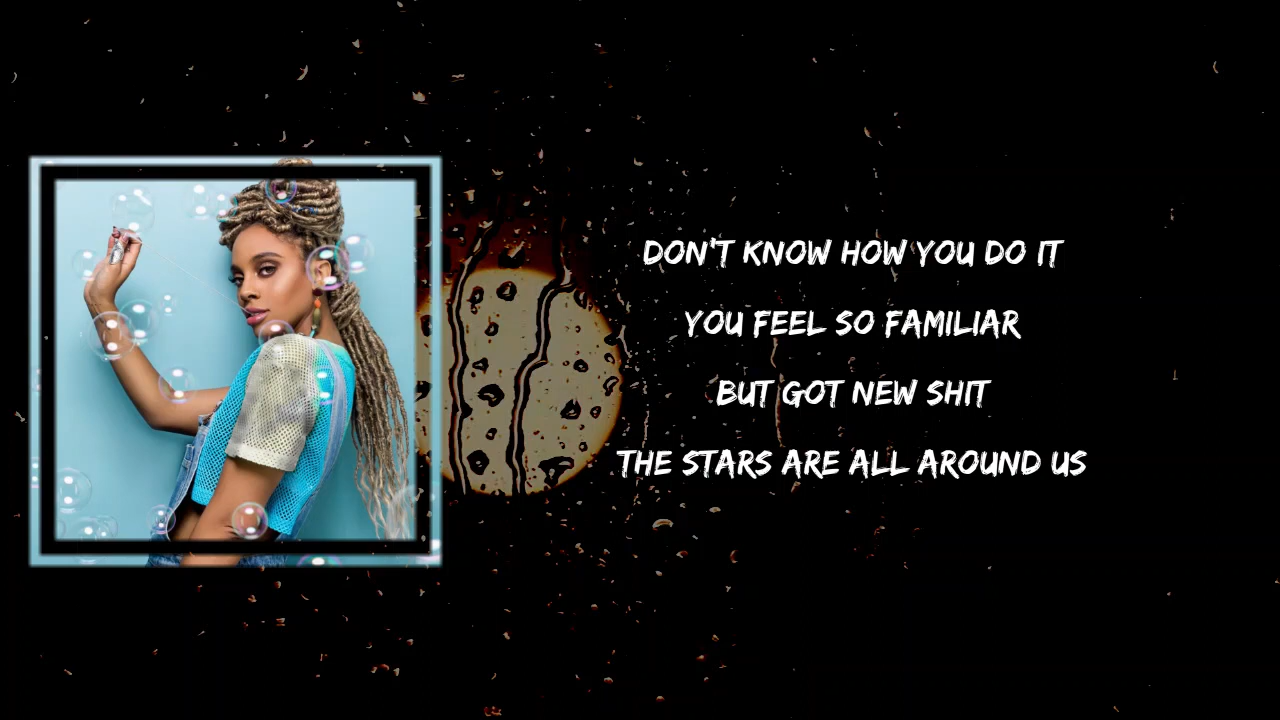 DON'T KNOW HOW YOU DO IT
YOU FEEL SO FAMILIAR
BUT GOT NEW SHIT
THE STARS ARE ALL AROUND US